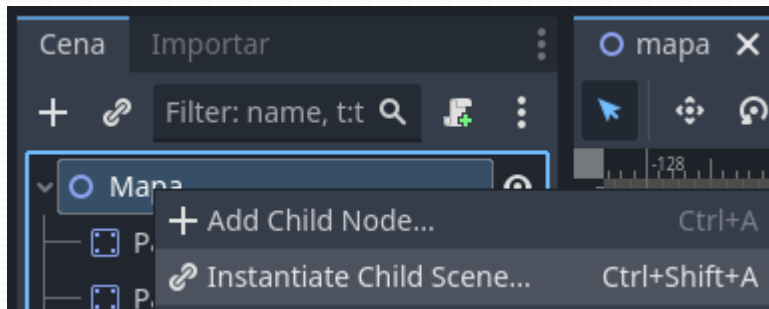 Cena Importar mapa
Filter: name, t:t
-128
Mapa
Add Child Node... Ctrl+A
P
Instantiate Child Scene... Ctrl+Shift+A
P